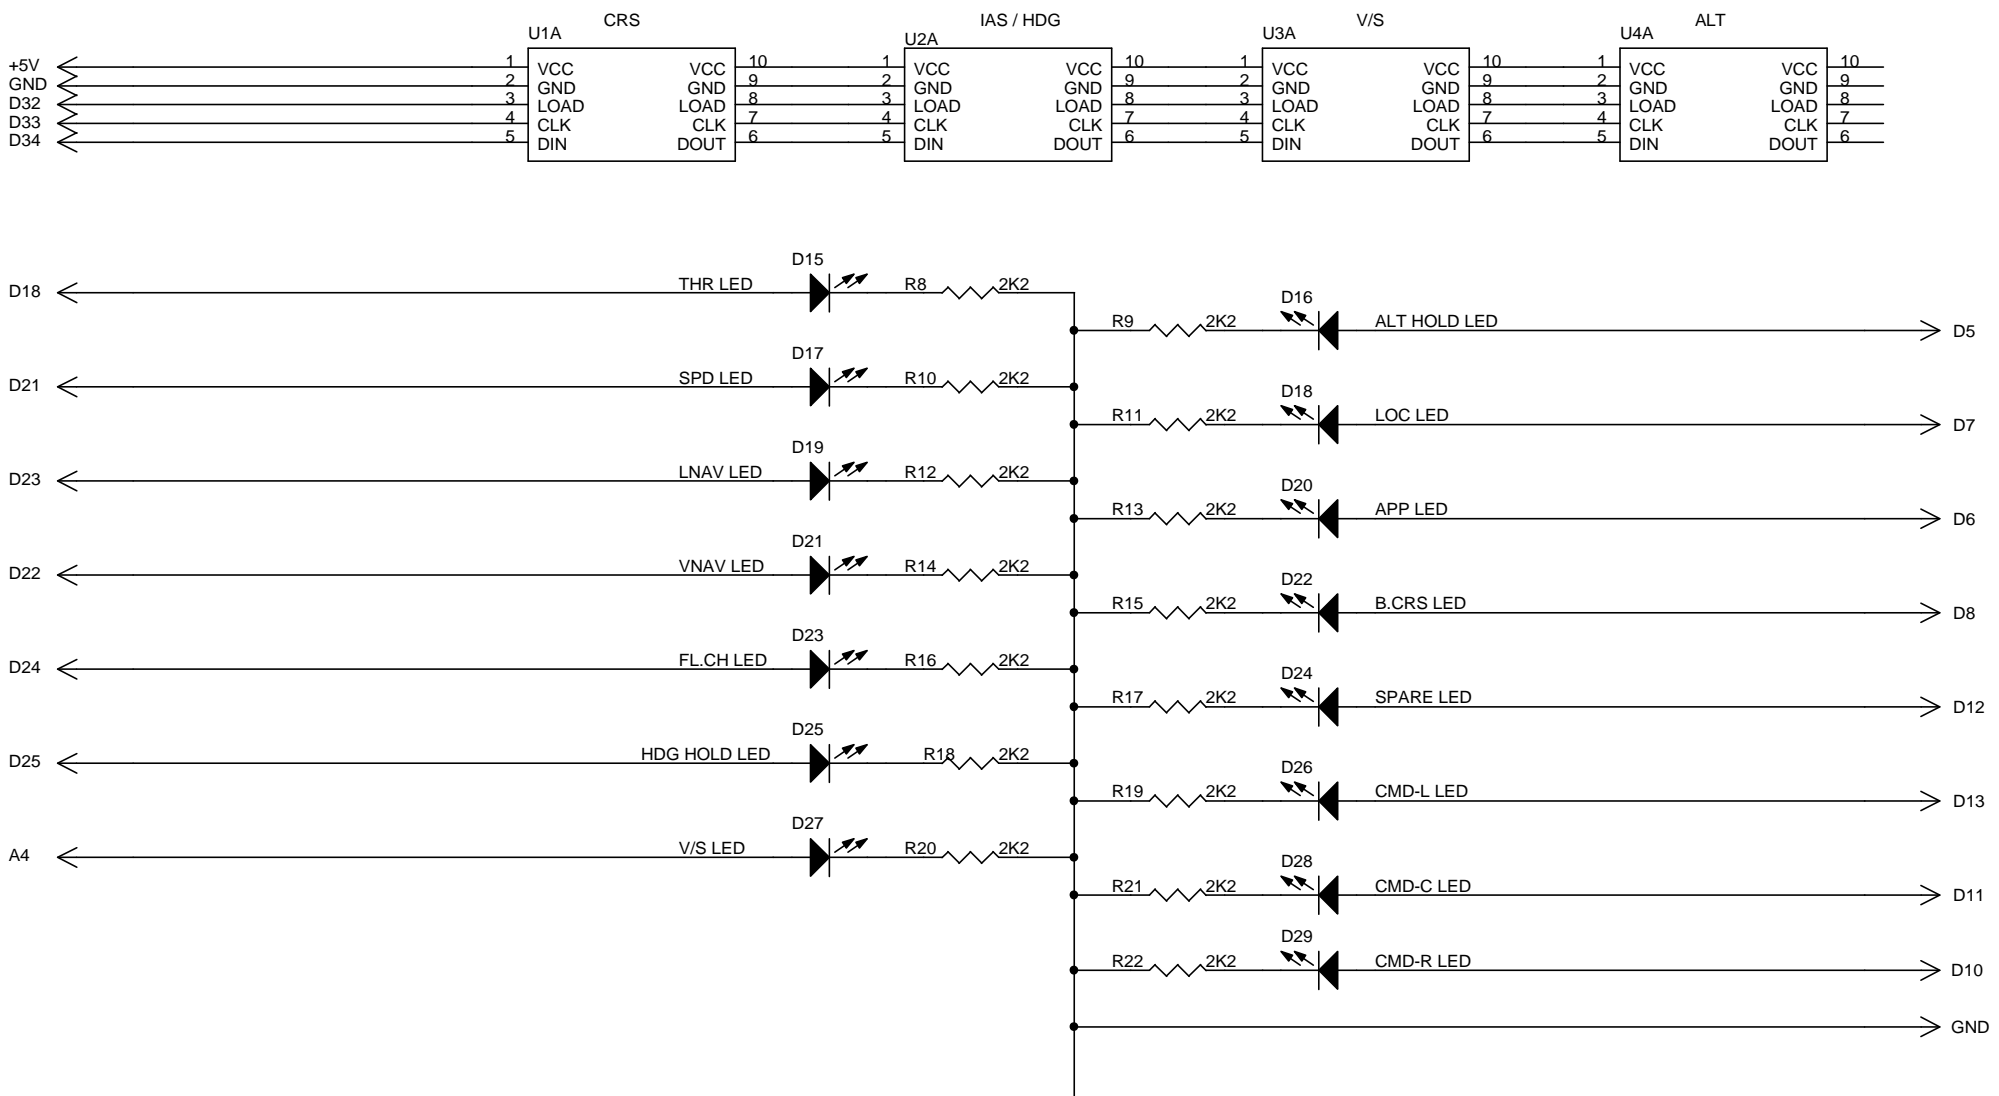 CRS IAS / HDG V/S ALT
U1A U2A U3A U4A
+5V 1 VCC VCC 10 1 VCC VCC 10 1 VCC VCC 10 1 VCC VCC 10
GND 2 GND GND 9 2 GND GND 9 2 GND GND 9 2 GND GND 9
D32 3 LOAD LOAD 8 3 LOAD LOAD 8 3 LOAD LOAD 8 3 LOAD LOAD 8
D33 4 CLK CLK 7 4 CLK CLK 7 4 CLK CLK 7 4 CLK CLK 7
D34 5 DIN DOUT 6 5 DIN DOUT 6 5 DIN DOUT 6 5 DIN DOUT 6
D15
D18 THR LED R8 2K2
D16
R9 2K2 ALT HOLD LED D5
D17
D21 SPD LED R10 2K2
D18
R11 2K2 LOC LED D7
D19
D23 LNAV LED R12 2K2
D20
R13 2K2 APP LED D6
D21
D22 VNAV LED R14 2K2
D22
R15 2K2 B.CRS LED D8
D23
D24 FL.CH LED R16 2K2
D24
R17 2K2 SPARE LED D12
D25
D25 HDG HOLD LED R18 2K2
D26
R19 2K2 CMD-L LED D13
D27
A4 V/S LED R20 2K2
D28
R21 2K2 CMD-C LED D11
D29
R22 2K2 CMD-R LED D10
GND